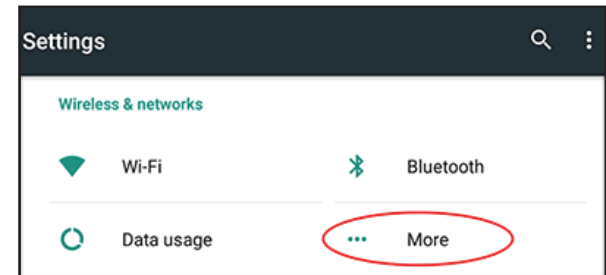 Settings
Wireless & networks
Wi-Fi
Bluetooth
Data usage
More